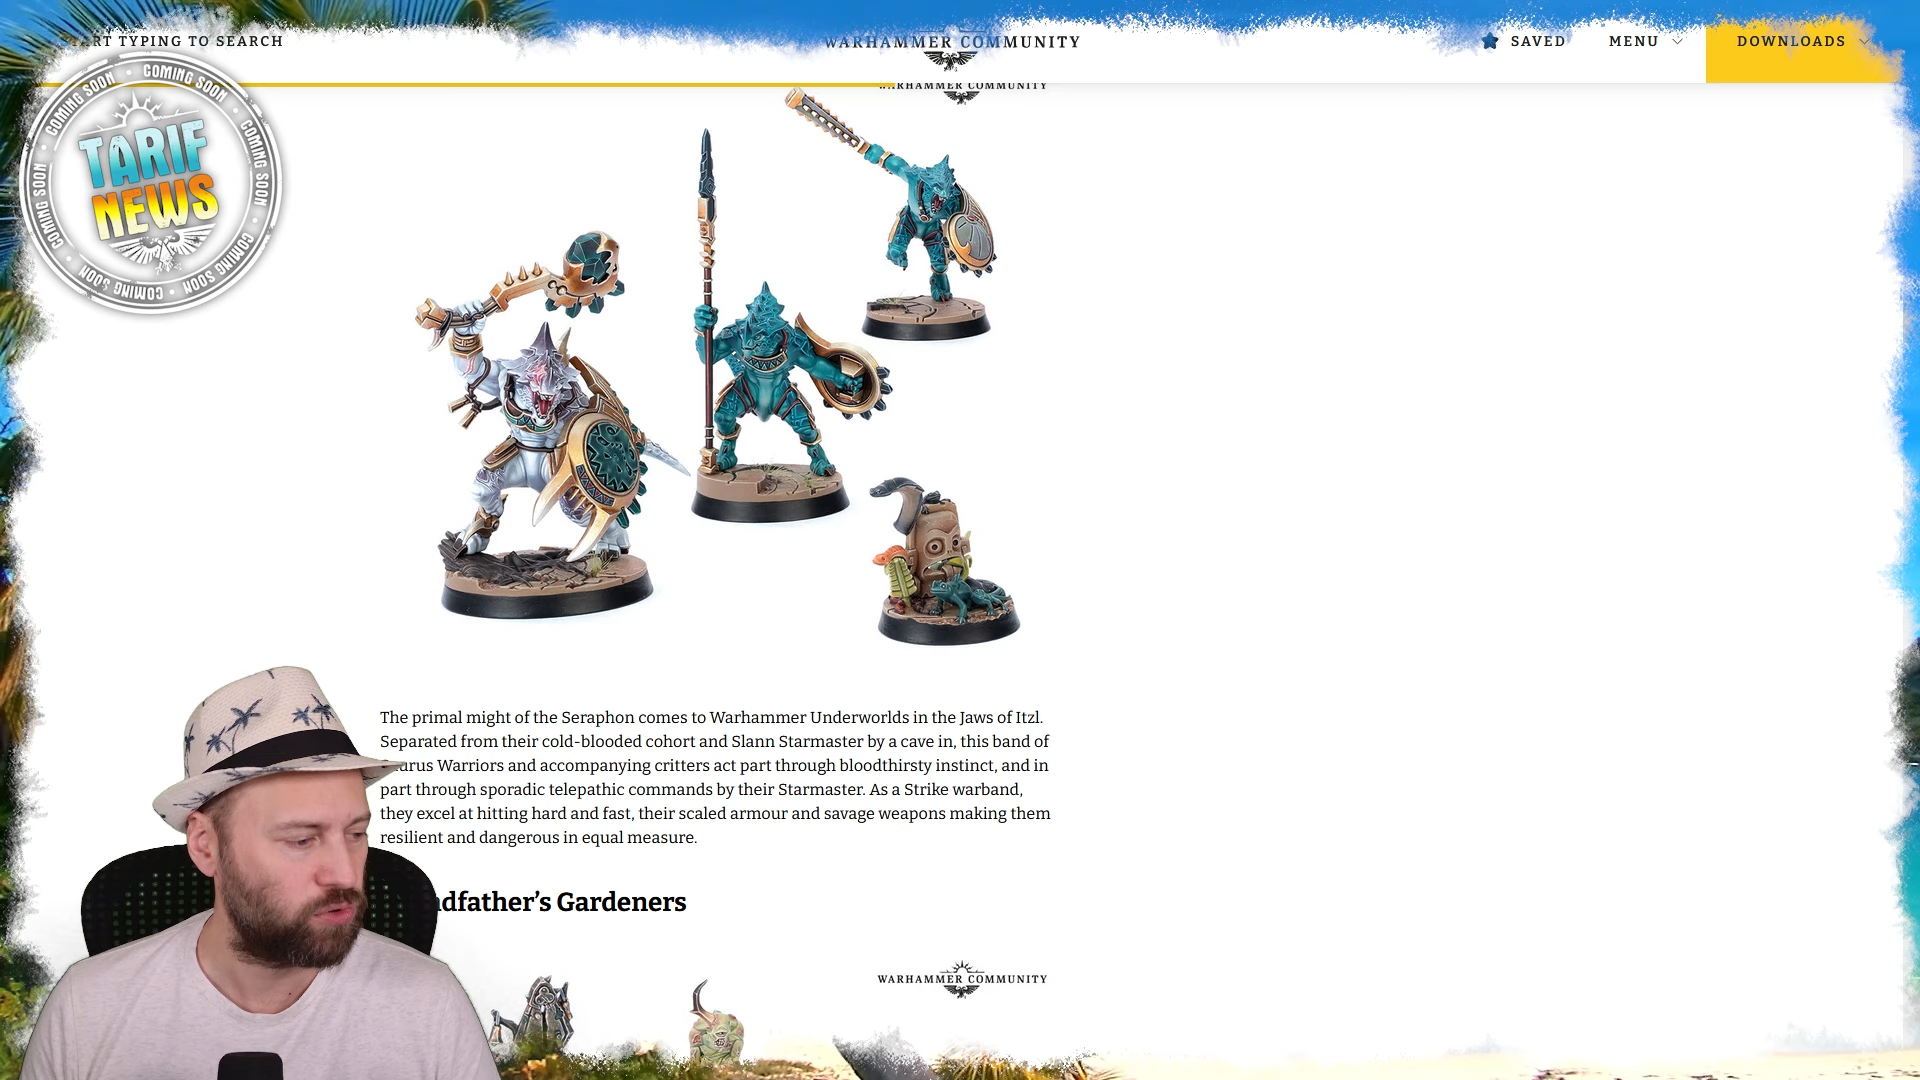 RT TYPING TO SEARCH
WARHAMMER COMMUNITY
SAVED
MENU
DOWNLOADS
WARHAMMER COMMUNITY
COMING SOON • COMING SOON • COMING SOON • COMING SOON • COMING SOON • COMING SOON
TARIF
NEWS
The primal might of the Seraphon comes to Warhammer Underworlds in the Jaws of Itzl.
Separated from their cold-blooded cohort and Slann Starmaster by a cave in, this band of
urus Warriors and accompanying critters act part through bloodthirsty instinct, and in
part through sporadic telepathic commands by their Starmaster. As a Strike warband,
they excel at hitting hard and fast, their scaled armour and savage weapons making them
resilient and dangerous in equal measure.
ndfather’s Gardeners
WARHAMMER COMMUNITY